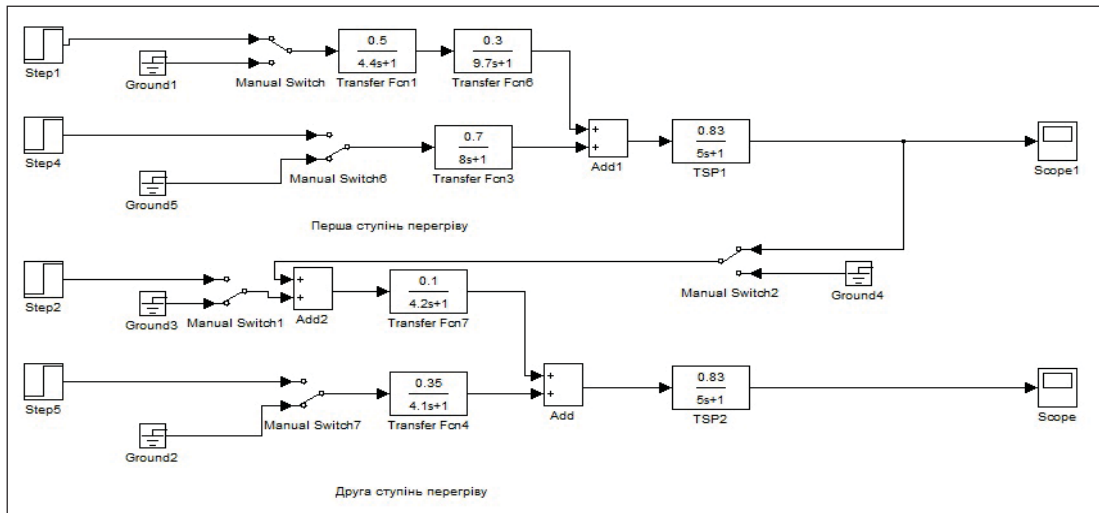 Step1
Ground1
Manual Switch
0.5
4.4s+1
Transfer Fcn1
0.3
9.7s+1
Transfer Fcn6
Step4
Ground5
Manual Switch6
0.7
8s+1
Transfer Fcn3
+
+
Add1
0.83
5s+1
TSP1
Scope1
Перша ступінь перегріву
Step2
Ground3
Manual Switch1
+
+
Add2
0.1
4.2s+1
Transfer Fcn7
Manual Switch2
Ground4
Step5
Ground2
Manual Switch7
0.35
4.1s+1
Transfer Fcn4
+
+
Add
0.83
5s+1
TSP2
Scope
Друга ступінь перегріву